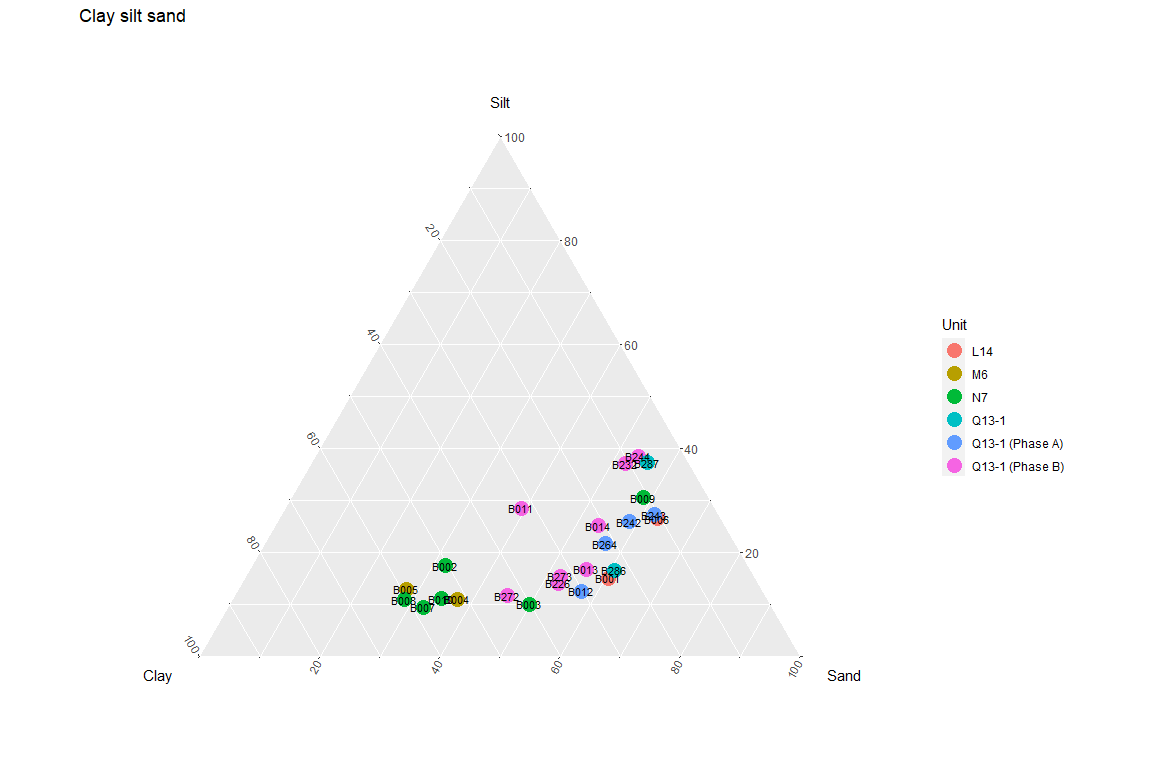 Clay silt sand
Silt
100
20
80
40
60
60
40
80
20
100
Clay
20
40
60
80
100
Sand
B244
B232
B287
B009
B011
B243
B006
B242
B014
B264
B002
B013
B286
B273
B001
B226
B005
B012
B272
B008
B010
B004
B007
B003
Unit
L14
M6
N7
Q13-1
Q13-1 (Phase A)
Q13-1 (Phase B)